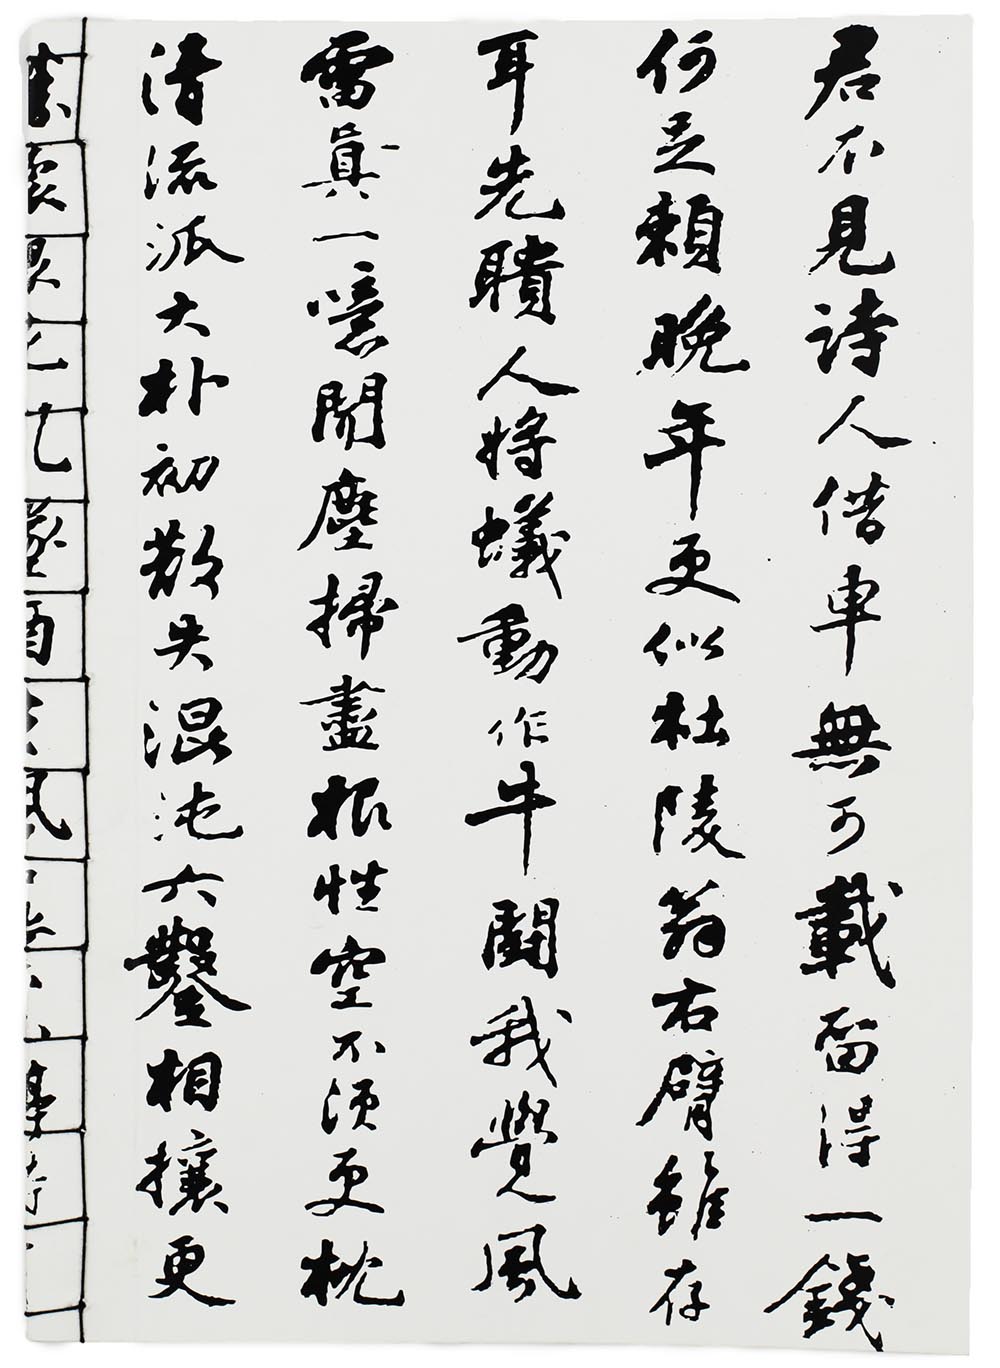 君不見詩人借車無可載留得一錢
何足賴晚年更似杜陵翁右臂雖存
耳先聵人將蟻動作牛鬪我覺風
雷真一噫聞塵掃盡根性空不須更枕
清流派大朴初散失混沌六鑿相攘更